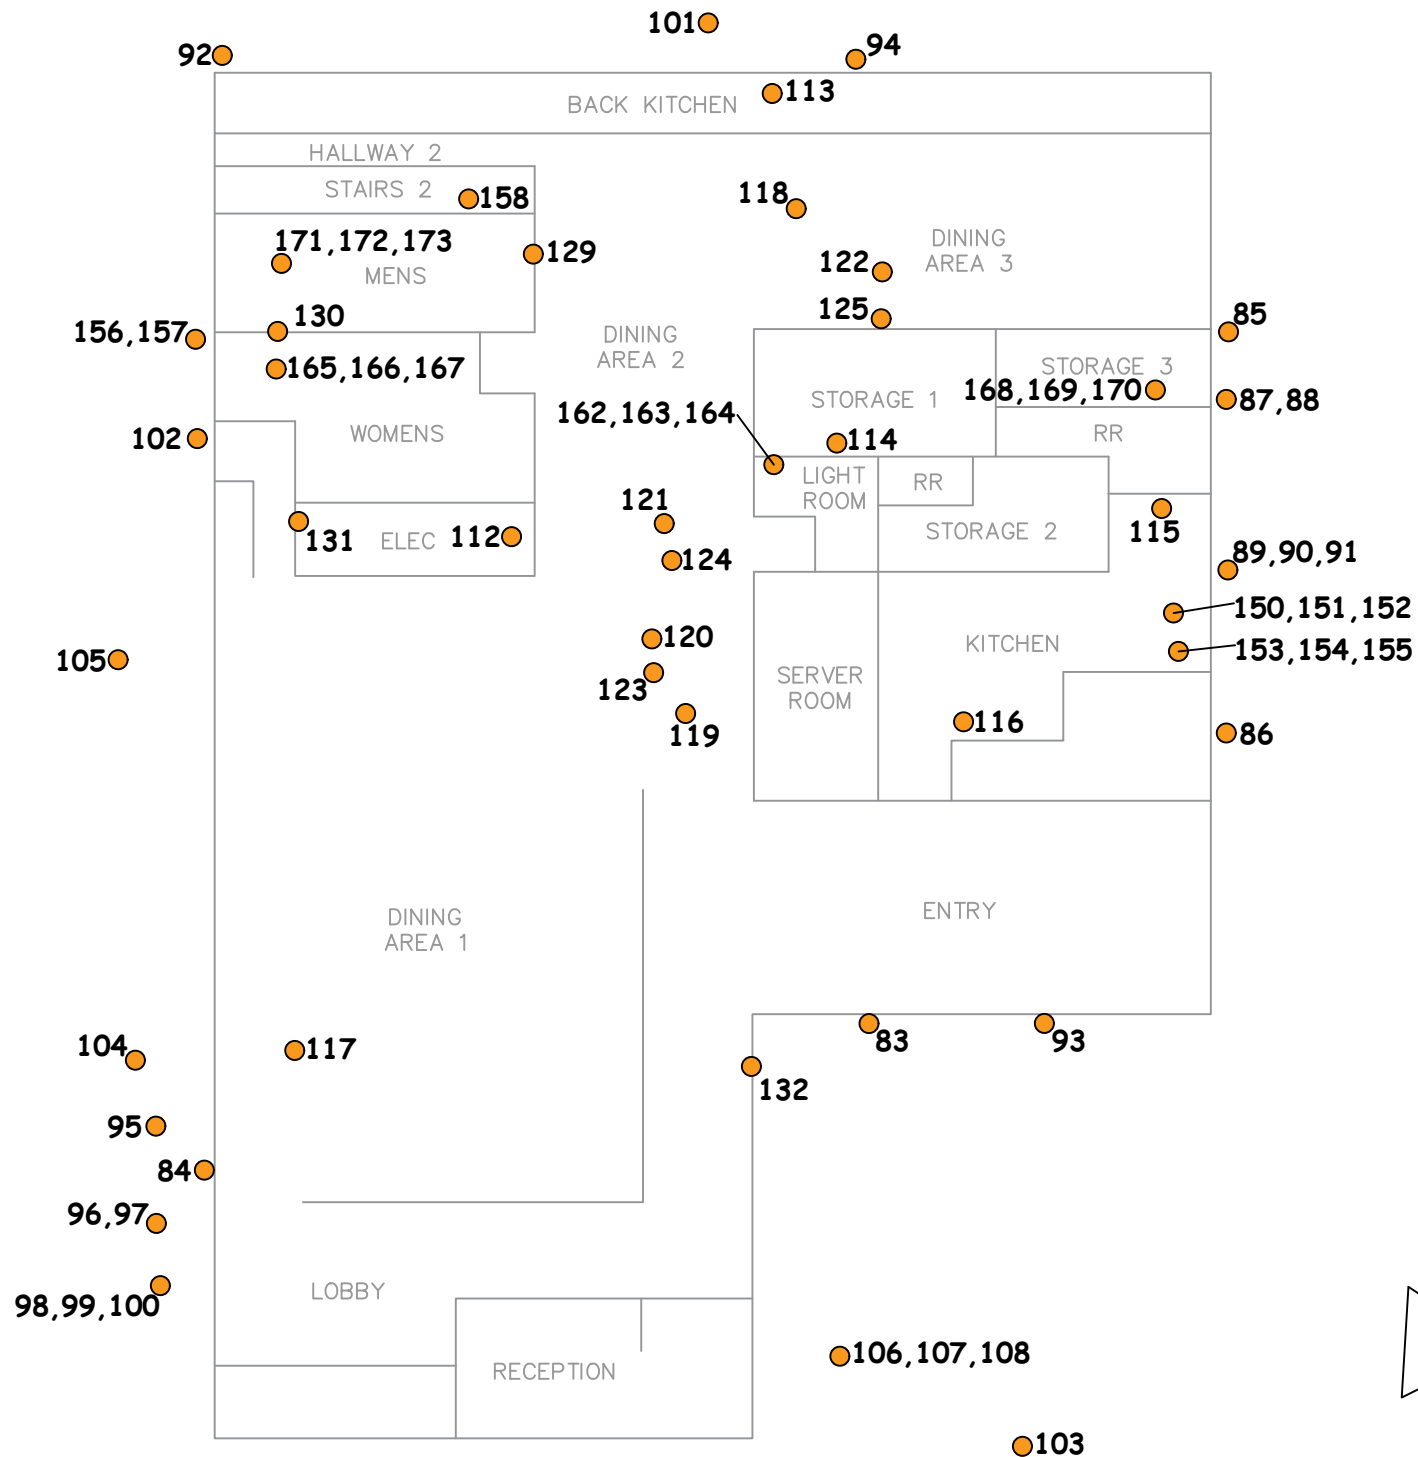 101
92
94
113
BACK KITCHEN
HALLWAY 2
STAIRS 2
158
118
171,172,173
MENS
129
DINING
AREA 3
122
125
130
156,157
85
DINING
AREA 2
165,166,167
STORAGE 3
168,169,170
87,88
STORAGE 1
162,163,164
102
WOMENS
114
RR
LIGHT
ROOM
RR
121
131
ELEC
112
STORAGE 2
115
124
89,90,91
150,151,152
120
KITCHEN
153,154,155
105
123
SERVER
ROOM
119
116
86
DINING
AREA 1
ENTRY
104
117
83
93
132
95
84
96,97
LOBBY
98,99,100
106,107,108
RECEPTION
103